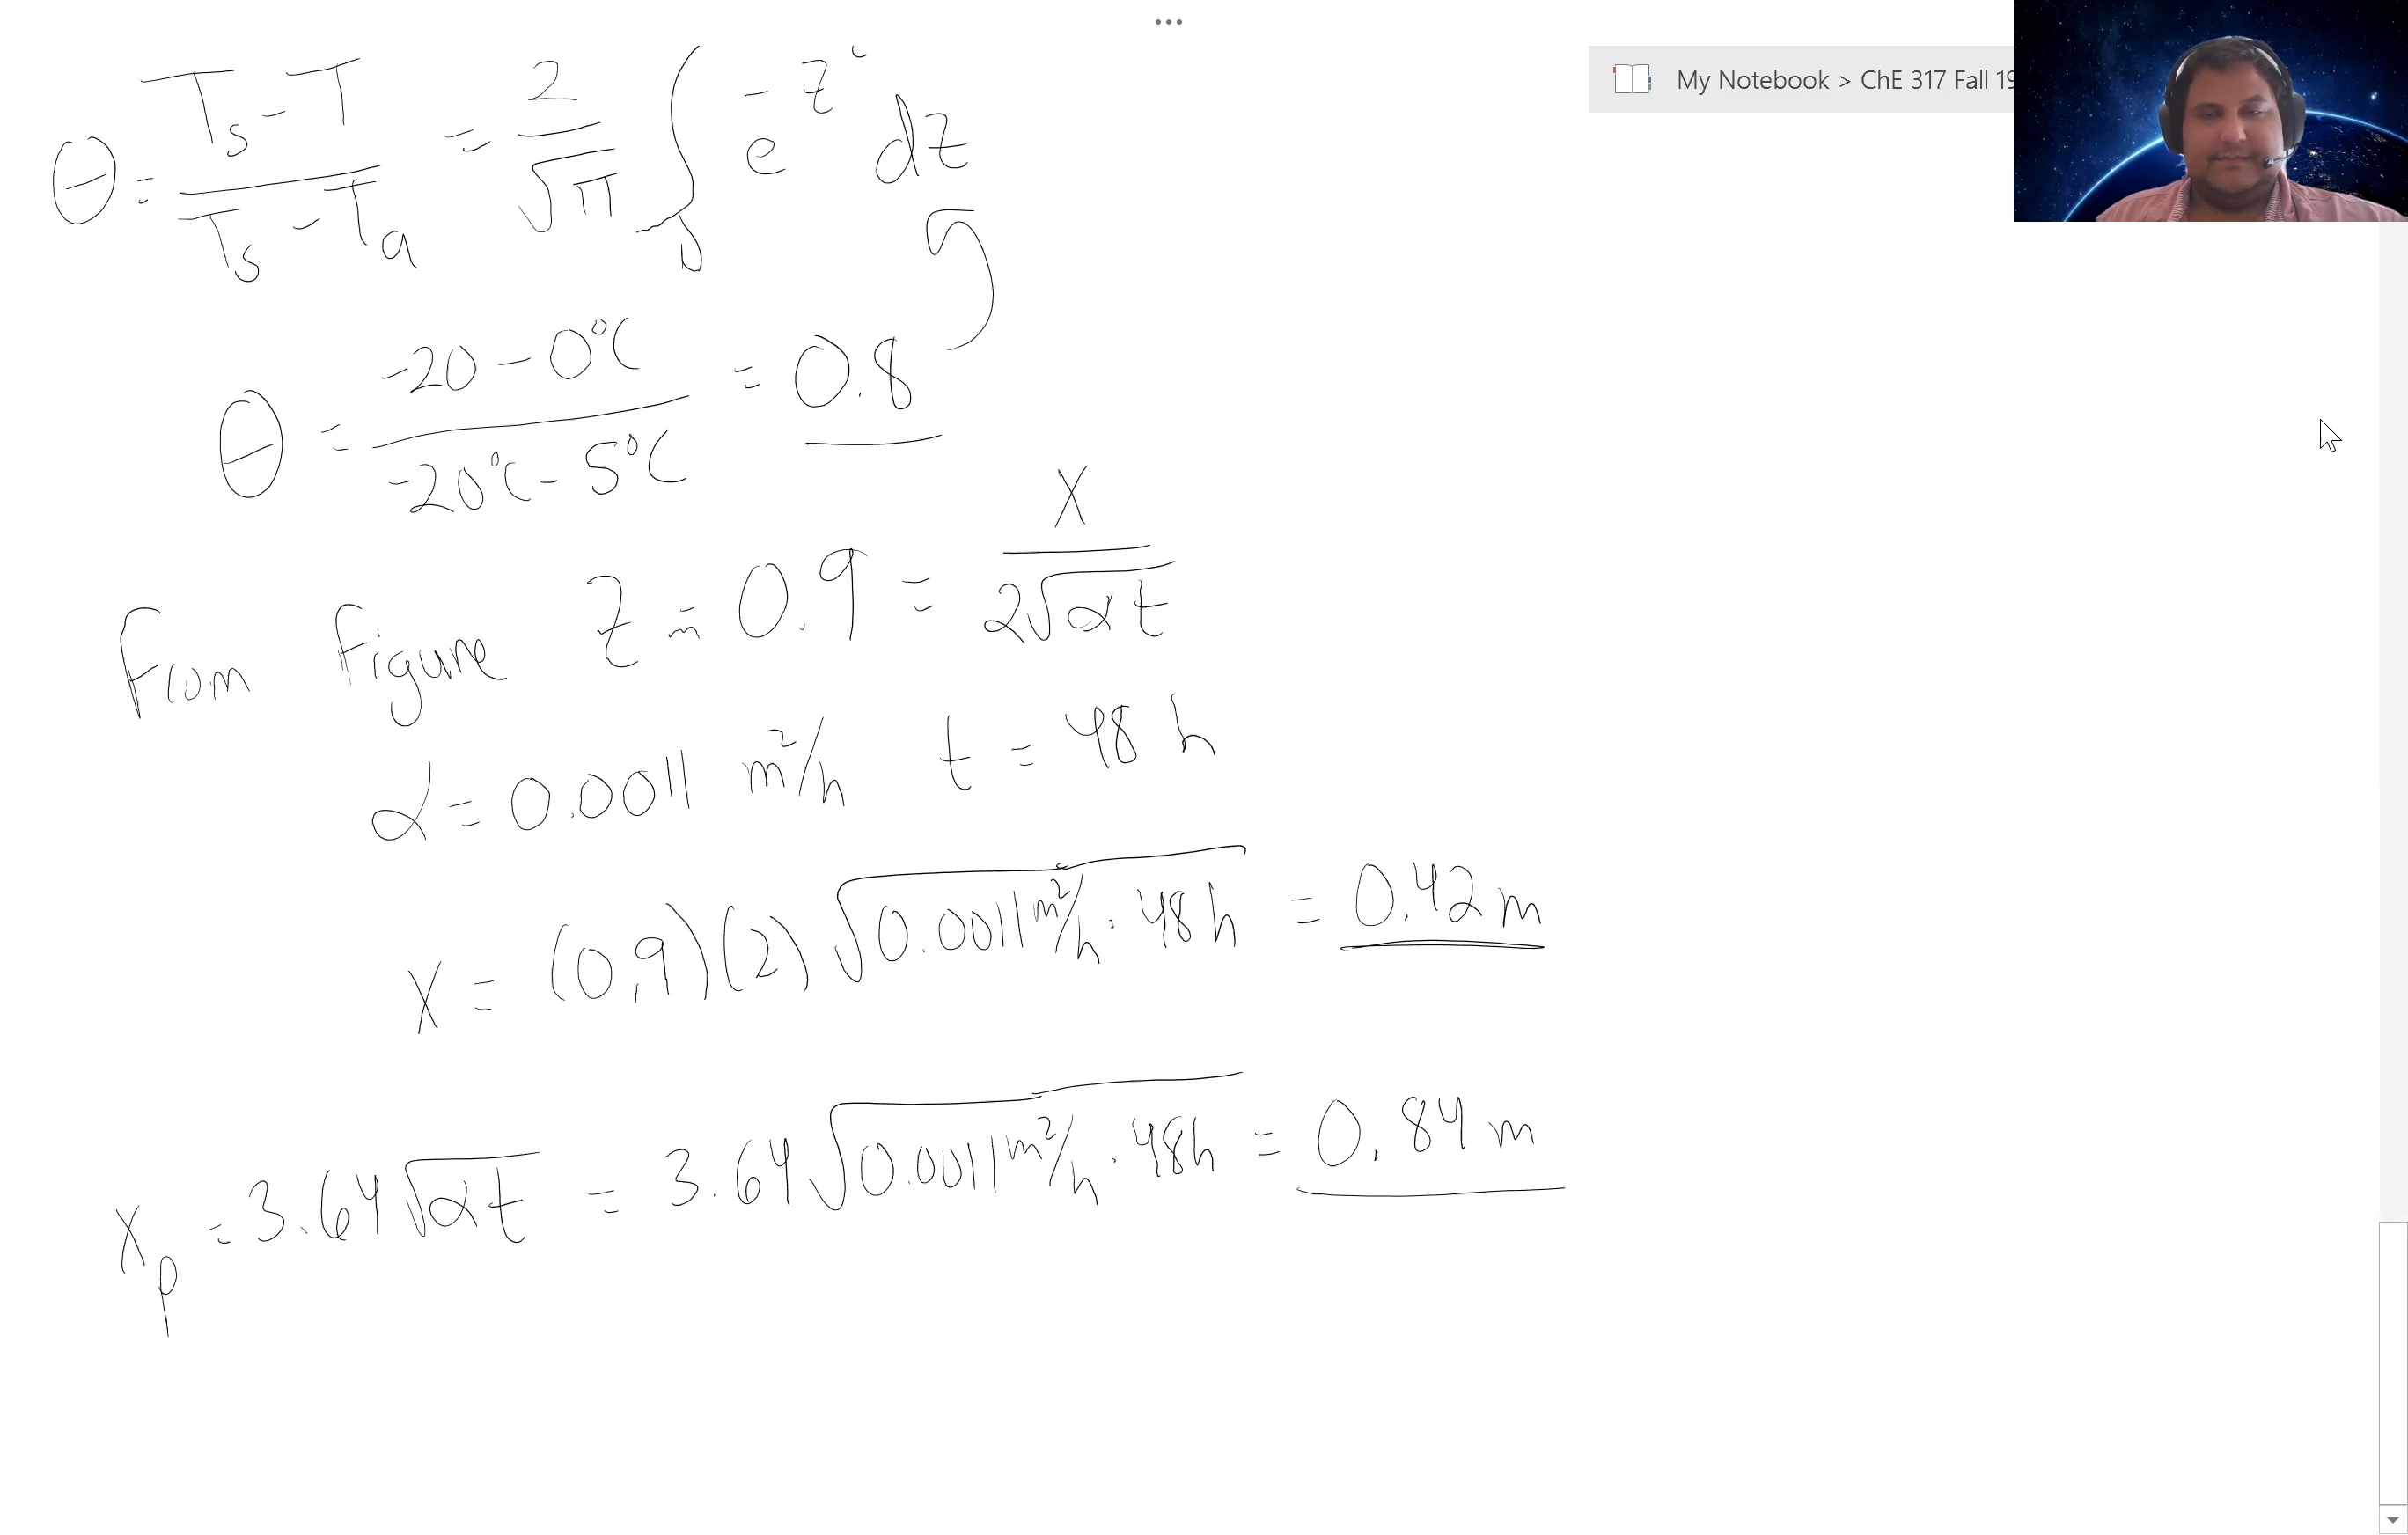 ...
My Notebook > ChE 317 Fall 19
θ = (Ts - T)/(Ts - Ta) = 2/√π ∫₀ e^(-z²) dz
θ = (-20 - 0°C)/(-20°C - 5°C) = 0.8
From figure Z = 0.9 = x/(2√(αt))
α = 0.0011 m²/h t = 48 h
x = (0.9)(2)√(0.0011 m²/h · 48 h) = 0.42 m
xp = 3.64√(αt) = 3.64√(0.0011 m²/h · 48h) = 0.84 m